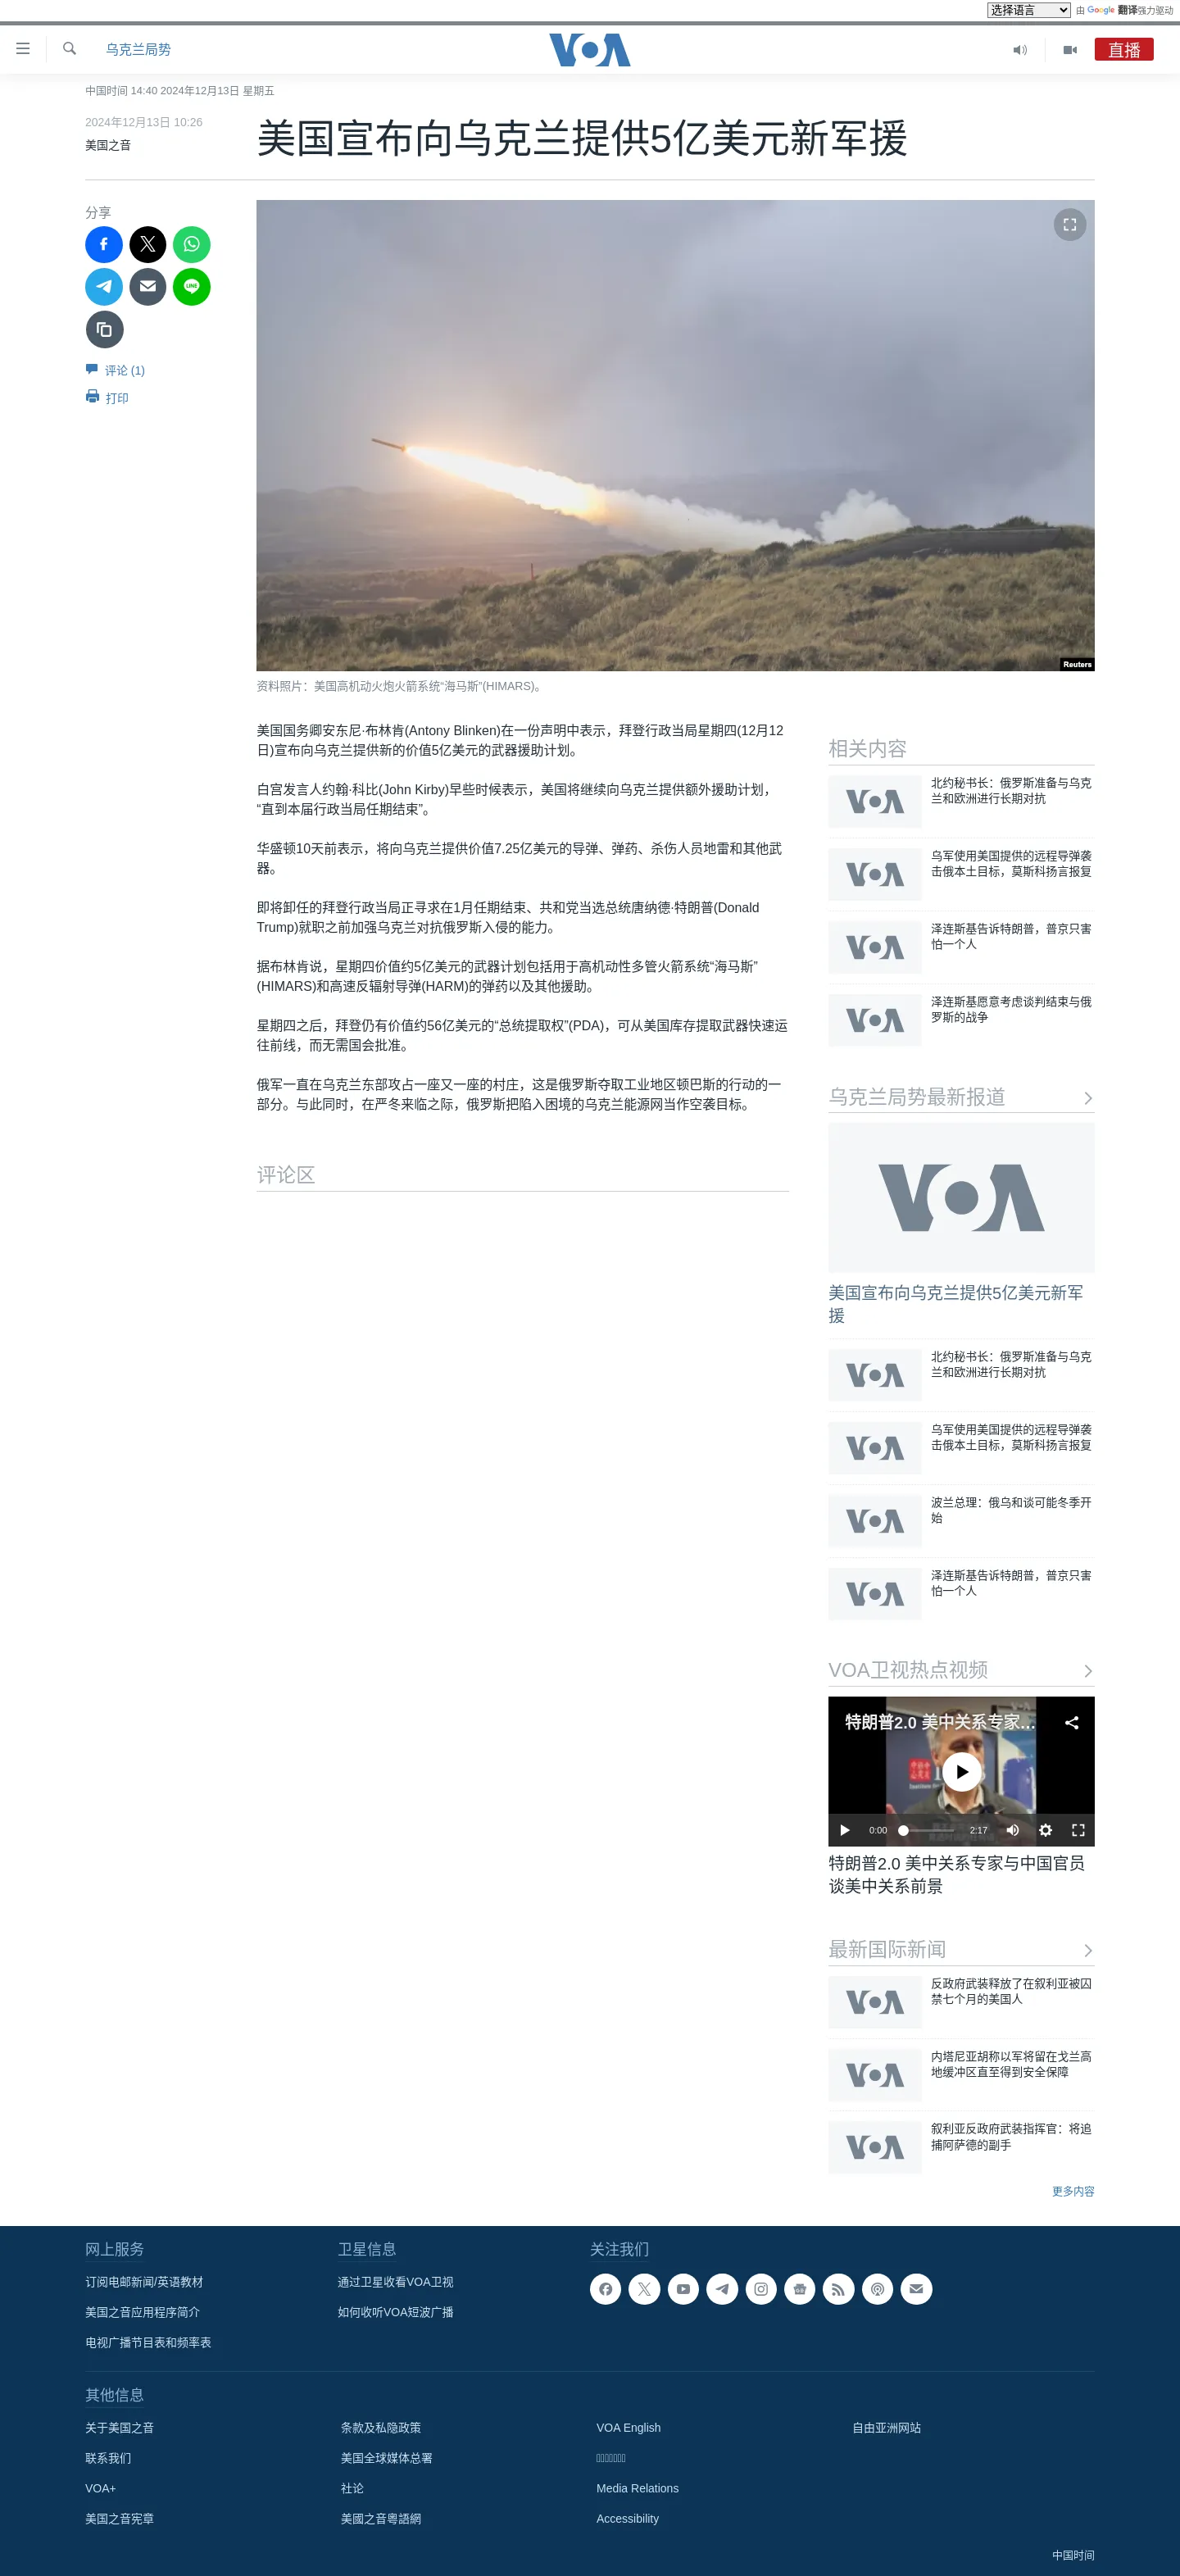 选择语言 由 Google 翻译强力驱动
乌克兰局势
VOA
直播
中国时间 14:40 2024年12月13日 星期五
2024年12月13日 10:26
美国之音
美国宣布向乌克兰提供5亿美元新军援
分享
评论 (1)
打印
Reuters
资料照片：美国高机动火炮火箭系统“海马斯”(HIMARS)。
美国国务卿安东尼·布林肯(Antony Blinken)在一份声明中表示，拜登行政当局星期四(12月12
日)宣布向乌克兰提供新的价值5亿美元的武器援助计划。
白宫发言人约翰·科比(John Kirby)早些时候表示，美国将继续向乌克兰提供额外援助计划，
“直到本届行政当局任期结束”。
华盛顿10天前表示，将向乌克兰提供价值7.25亿美元的导弹、弹药、杀伤人员地雷和其他武
器。
即将卸任的拜登行政当局正寻求在1月任期结束、共和党当选总统唐纳德·特朗普(Donald
Trump)就职之前加强乌克兰对抗俄罗斯入侵的能力。
据布林肯说，星期四价值约5亿美元的武器计划包括用于高机动性多管火箭系统“海马斯”
(HIMARS)和高速反辐射导弹(HARM)的弹药以及其他援助。
星期四之后，拜登仍有价值约56亿美元的“总统提取权”(PDA)，可从美国库存提取武器快速运
往前线，而无需国会批准。
俄军一直在乌克兰东部攻占一座又一座的村庄，这是俄罗斯夺取工业地区顿巴斯的行动的一
部分。与此同时，在严冬来临之际，俄罗斯把陷入困境的乌克兰能源网当作空袭目标。
评论区
相关内容
VOA
北约秘书长：俄罗斯准备与乌克
兰和欧洲进行长期对抗
VOA
乌军使用美国提供的远程导弹袭
击俄本土目标，莫斯科扬言报复
VOA
泽连斯基告诉特朗普，普京只害
怕一个人
VOA
泽连斯基愿意考虑谈判结束与俄
罗斯的战争
乌克兰局势最新报道
VOA
美国宣布向乌克兰提供5亿美元新军
援
VOA
北约秘书长：俄罗斯准备与乌克
兰和欧洲进行长期对抗
VOA
乌军使用美国提供的远程导弹袭
击俄本土目标，莫斯科扬言报复
VOA
波兰总理：俄乌和谈可能冬季开
始
VOA
泽连斯基告诉特朗普，普京只害
怕一个人
VOA卫视热点视频
特朗普2.0 美中关系专家...
0:00 2:17
特朗普2.0 美中关系专家与中国官员
谈美中关系前景
最新国际新闻
VOA
反政府武装释放了在叙利亚被囚
禁七个月的美国人
VOA
内塔尼亚胡称以军将留在戈兰高
地缓冲区直至得到安全保障
VOA
叙利亚反政府武装指挥官：将追
捕阿萨德的副手
更多内容
网上服务
订阅电邮新闻/英语教材
美国之音应用程序简介
电视广播节目表和频率表
卫星信息
通过卫星收看VOA卫视
如何收听VOA短波广播
关注我们
其他信息
关于美国之音
联系我们
VOA+
美国之音宪章
条款及私隐政策
美国全球媒体总署
社论
美國之音粵語網
VOA English
Media Relations
Accessibility
自由亚洲网站
中国时间